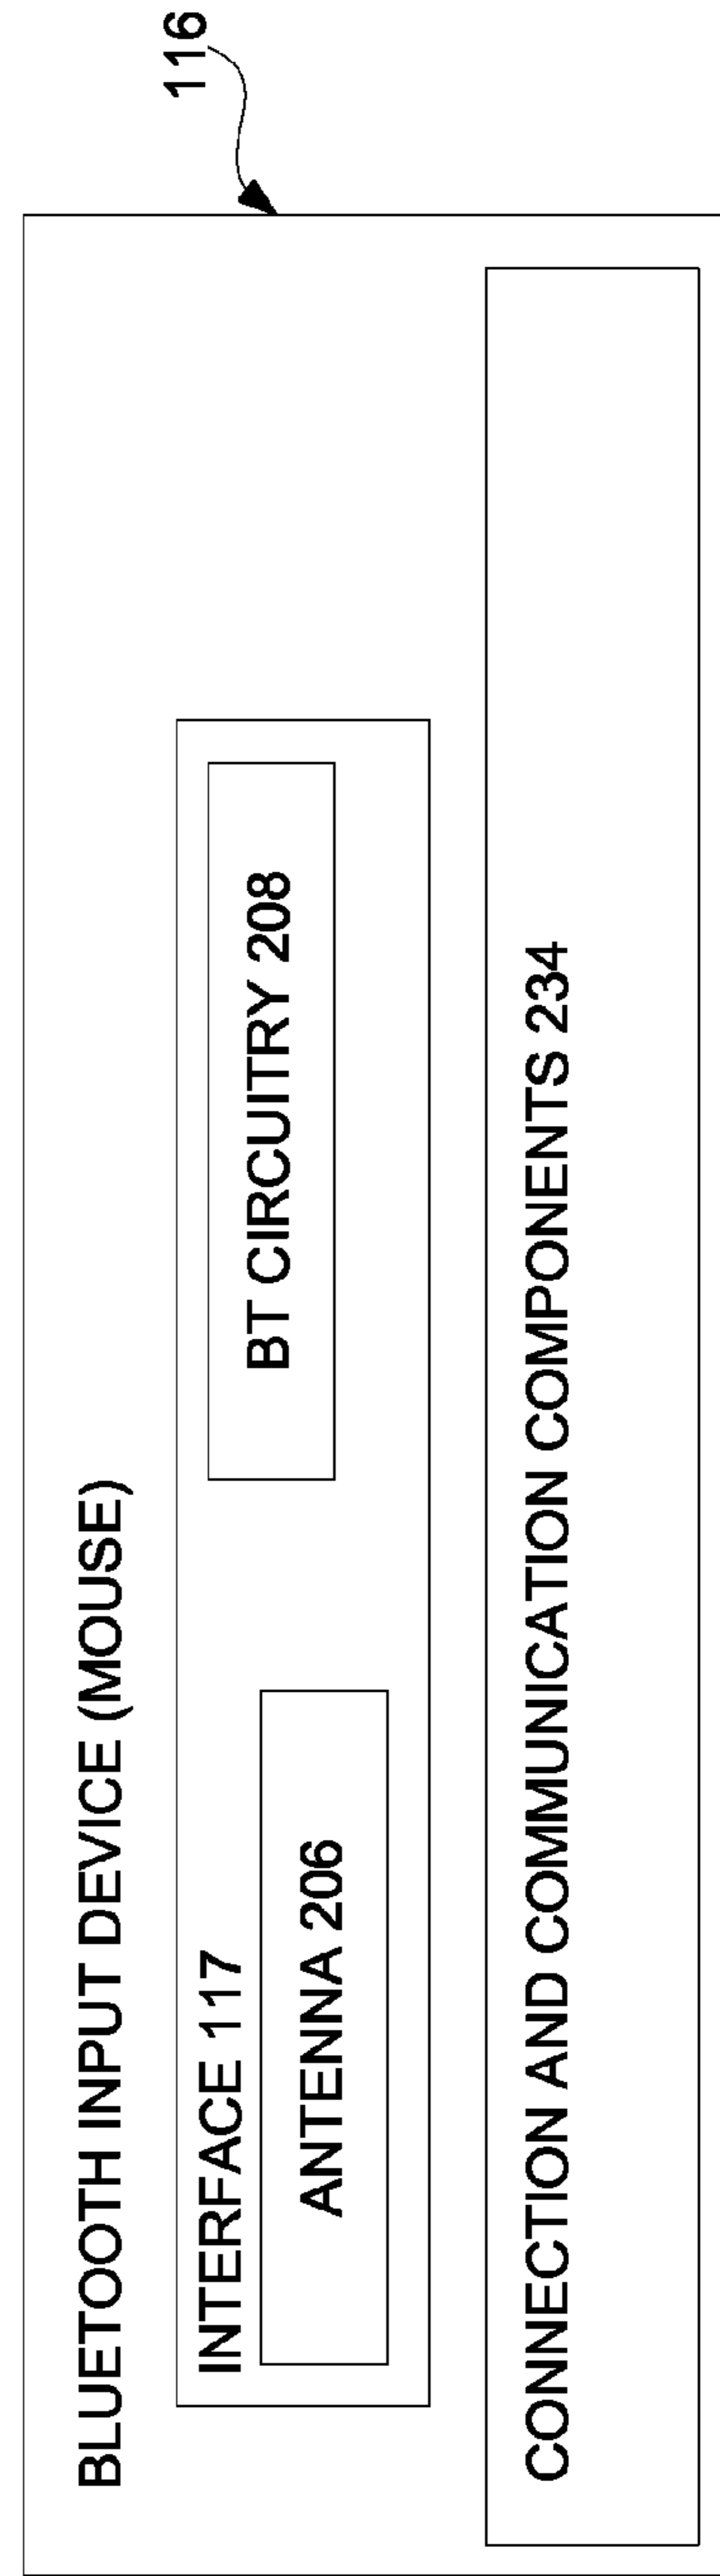 116
BLUETOOTH INPUT DEVICE (MOUSE)
INTERFACE 117
BT CIRCUITRY 208
ANTENNA 206
CONNECTION AND COMMUNICATION COMPONENTS 234